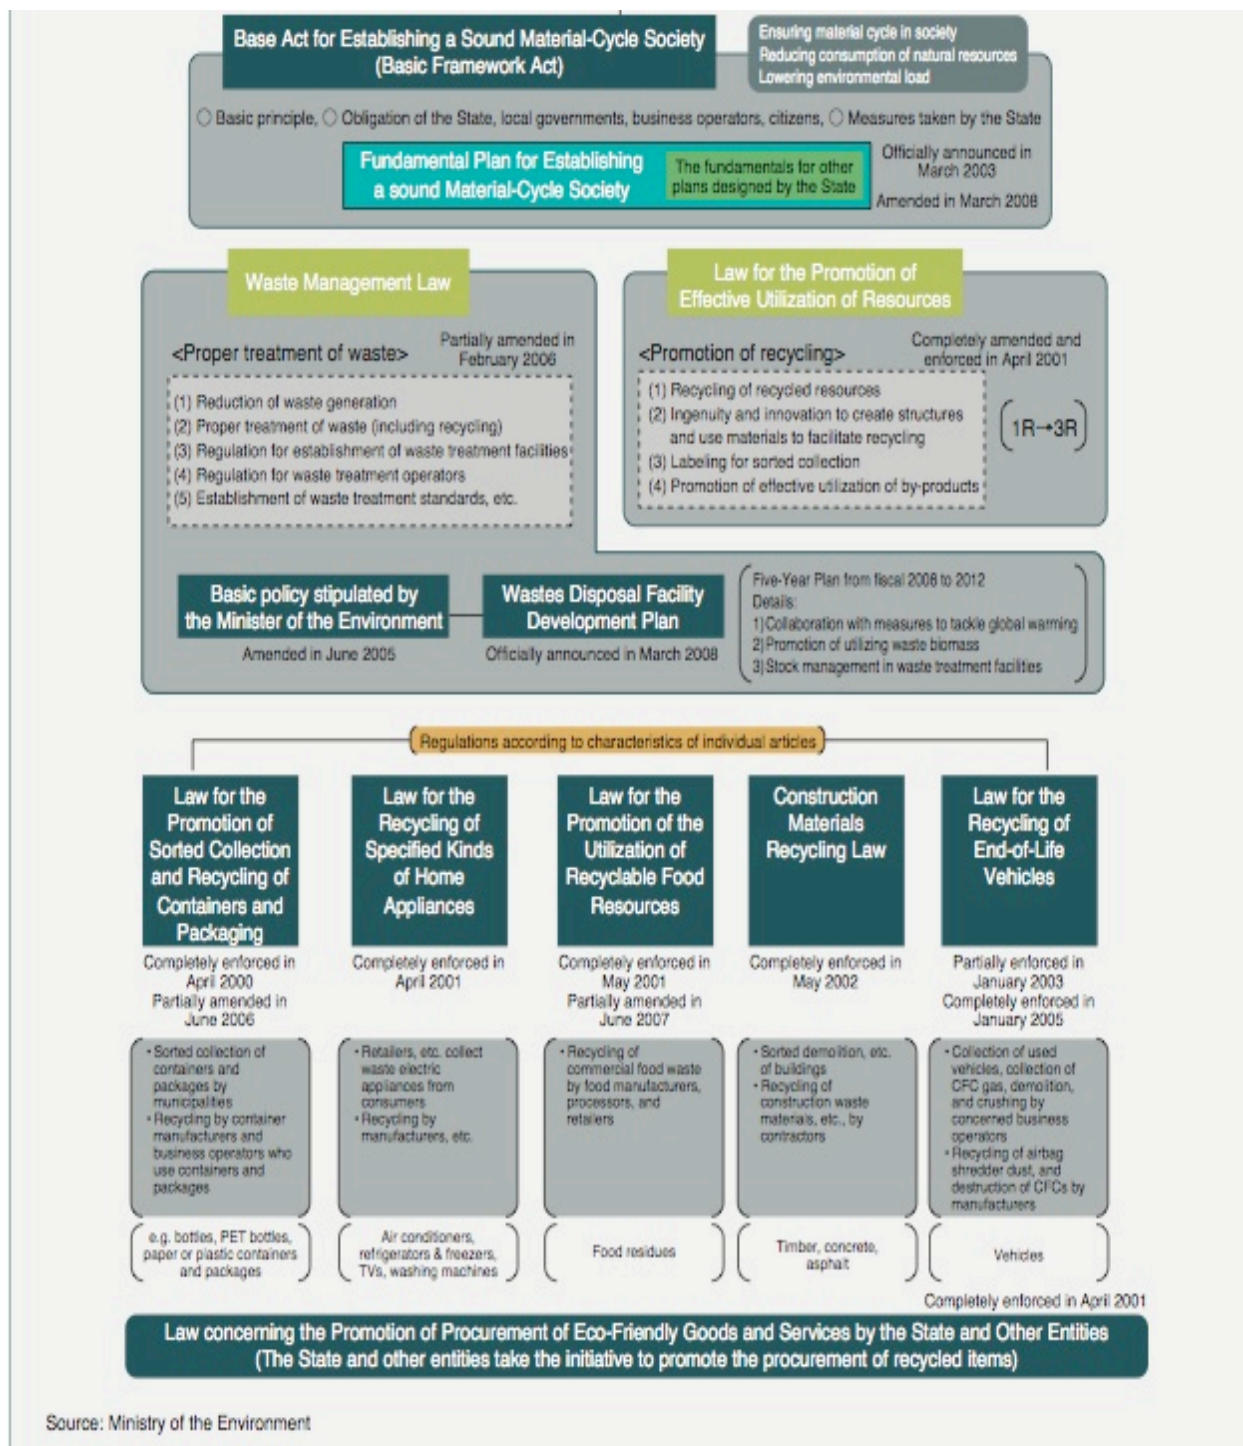 Base Act for Establishing a Sound Material-Cycle Society
(Basic Framework Act)
Ensuring material cycle in society
Reducing consumption of natural resources
Lowering environmental load
○ Basic principle, ○ Obligation of the State, local governments, business operators, citizens, ○ Measures taken by the State
Fundamental Plan for Establishing
a sound Material-Cycle Society
The fundamentals for other
plans designed by the State
Officially announced in
March 2003
Amended in March 2008
Waste Management Law
<Proper treatment of waste>
Partially amended in
February 2006
(1) Reduction of waste generation
(2) Proper treatment of waste (including recycling)
(3) Regulation for establishment of waste treatment facilities
(4) Regulation for waste treatment operators
(5) Establishment of waste treatment standards, etc.
Law for the Promotion of
Effective Utilization of Resources
<Promotion of recycling>
Completely amended and
enforced in April 2001
(1) Recycling of recycled resources
(2) Ingenuity and innovation to create structures
and use materials to facilitate recycling
(3) Labeling for sorted collection
(4) Promotion of effective utilization of by-products
1R→3R
Basic policy stipulated by
the Minister of the Environment
Amended in June 2005
Wastes Disposal Facility
Development Plan
Officially announced in March 2008
Five-Year Plan from fiscal 2008 to 2012
Details:
1)Collaboration with measures to tackle global warming
2)Promotion of utilizing waste biomass
3)Stock management in waste treatment facilities
Regulations according to characteristics of individual articles
Law for the
Promotion of
Sorted Collection
and Recycling of
Containers and
Packaging
Completely enforced in
April 2000
Partially amended in
June 2006
• Sorted collection of
containers and
packages by
municipalities
• Recycling by container
manufacturers and
business operators who
use containers and
packages
e.g. bottles, PET bottles,
paper or plastic containers
and packages
Law for the
Recycling of
Specified Kinds
of Home
Appliances
Completely enforced in
April 2001
• Retailers, etc. collect
waste electric
appliances from
consumers
• Recycling by
manufacturers, etc.
Air conditioners,
refrigerators & freezers,
TVs, washing machines
Law for the
Promotion of the
Utilization of
Recyclable Food
Resources
Completely enforced in
May 2001
Partially amended in
June 2007
• Recycling of
commercial food waste
by food manufacturers,
processors, and
retailers
Food residues
Construction
Materials
Recycling Law
Completely enforced in
May 2002
• Sorted demolition, etc.
of buildings
• Recycling of
construction waste
materials, etc., by
contractors
Timber, concrete,
asphalt
Law for the
Recycling of
End-of-Life
Vehicles
Partially enforced in
January 2003
Completely enforced in
January 2005
• Collection of used
vehicles, collection of
CFC gas, demolition,
and crushing by
concerned business
operators
• Recycling of airbag
shredder dust, and
destruction of CFCs by
manufacturers
Vehicles
Completely enforced in April 2001
Law concerning the Promotion of Procurement of Eco-Friendly Goods and Services by the State and Other Entities
(The State and other entities take the initiative to promote the procurement of recycled items)
Source: Ministry of the Environment